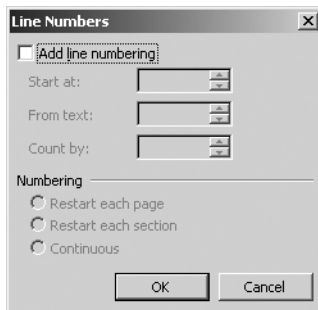 Line Numbers
Add line numbering
Start at:
From text:
Count by:
Numbering
Restart each page
Restart each section
Continuous
OK Cancel